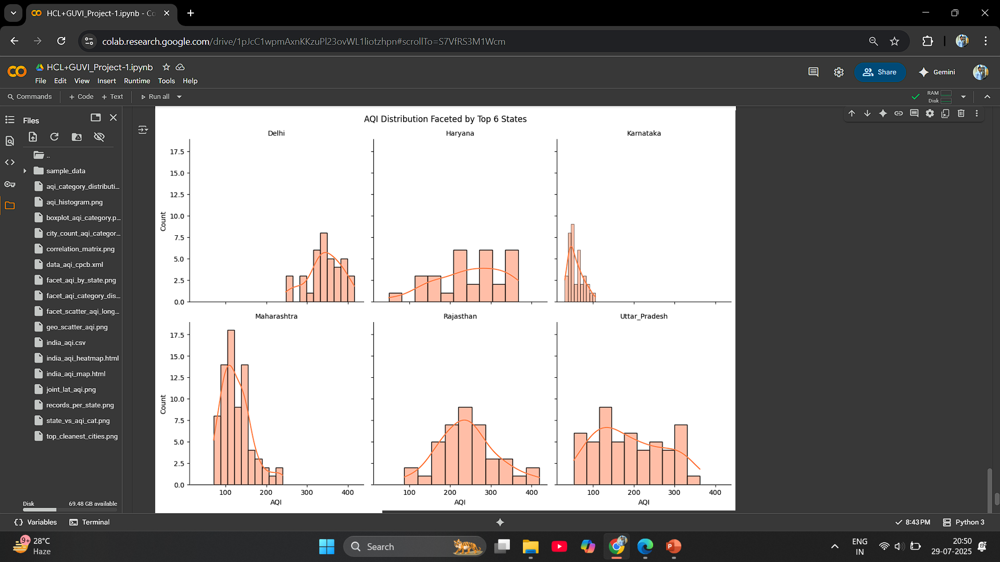 HCL+GUVI_Project-1.ipynb - Co
colab.research.google.com/drive/1pJcC1wpmAxnKKzuPl23ovWL1liotzhpn#scrollTo=S7VfRS3M1Wcm
HCL+GUVI_Project-1.ipynb
File Edit View Insert Runtime Tools Help
Share
Gemini
Commands + Code + Text Run all
RAM
Disk
Files
..
sample_data
aqi_category_distributi...
aqi_histogram.png
boxplot_aqi_category.p...
city_count_aqi_categor...
correlation_matrix.png
data_aqi_cpcb.xml
facet_aqi_by_state.png
facet_aqi_category_dis...
facet_scatter_aqi_long...
geo_scatter_aqi.png
india_aqi.csv
india_aqi_heatmap.html
india_aqi_map.html
joint_lat_aqi.png
records_per_state.png
state_vs_aqi_cat.png
top_cleanest_cities.png
Disk 69.48 GB available
AQI Distribution Faceted by Top 6 States
Delhi Haryana Karnataka
17.5
15.0
12.5
10.0
7.5
5.0
2.5
0.0
Count
Maharashtra Rajasthan Uttar_Pradesh
17.5
15.0
12.5
10.0
7.5
5.0
2.5
0.0
Count
100 200 300 400 100 200 300 400 100 200 300 400
AQI AQI AQI
Variables Terminal
8:43 PM Python 3
9+
28°C
Haze
Search
P
ENG
IN
20:50
29-07-2025